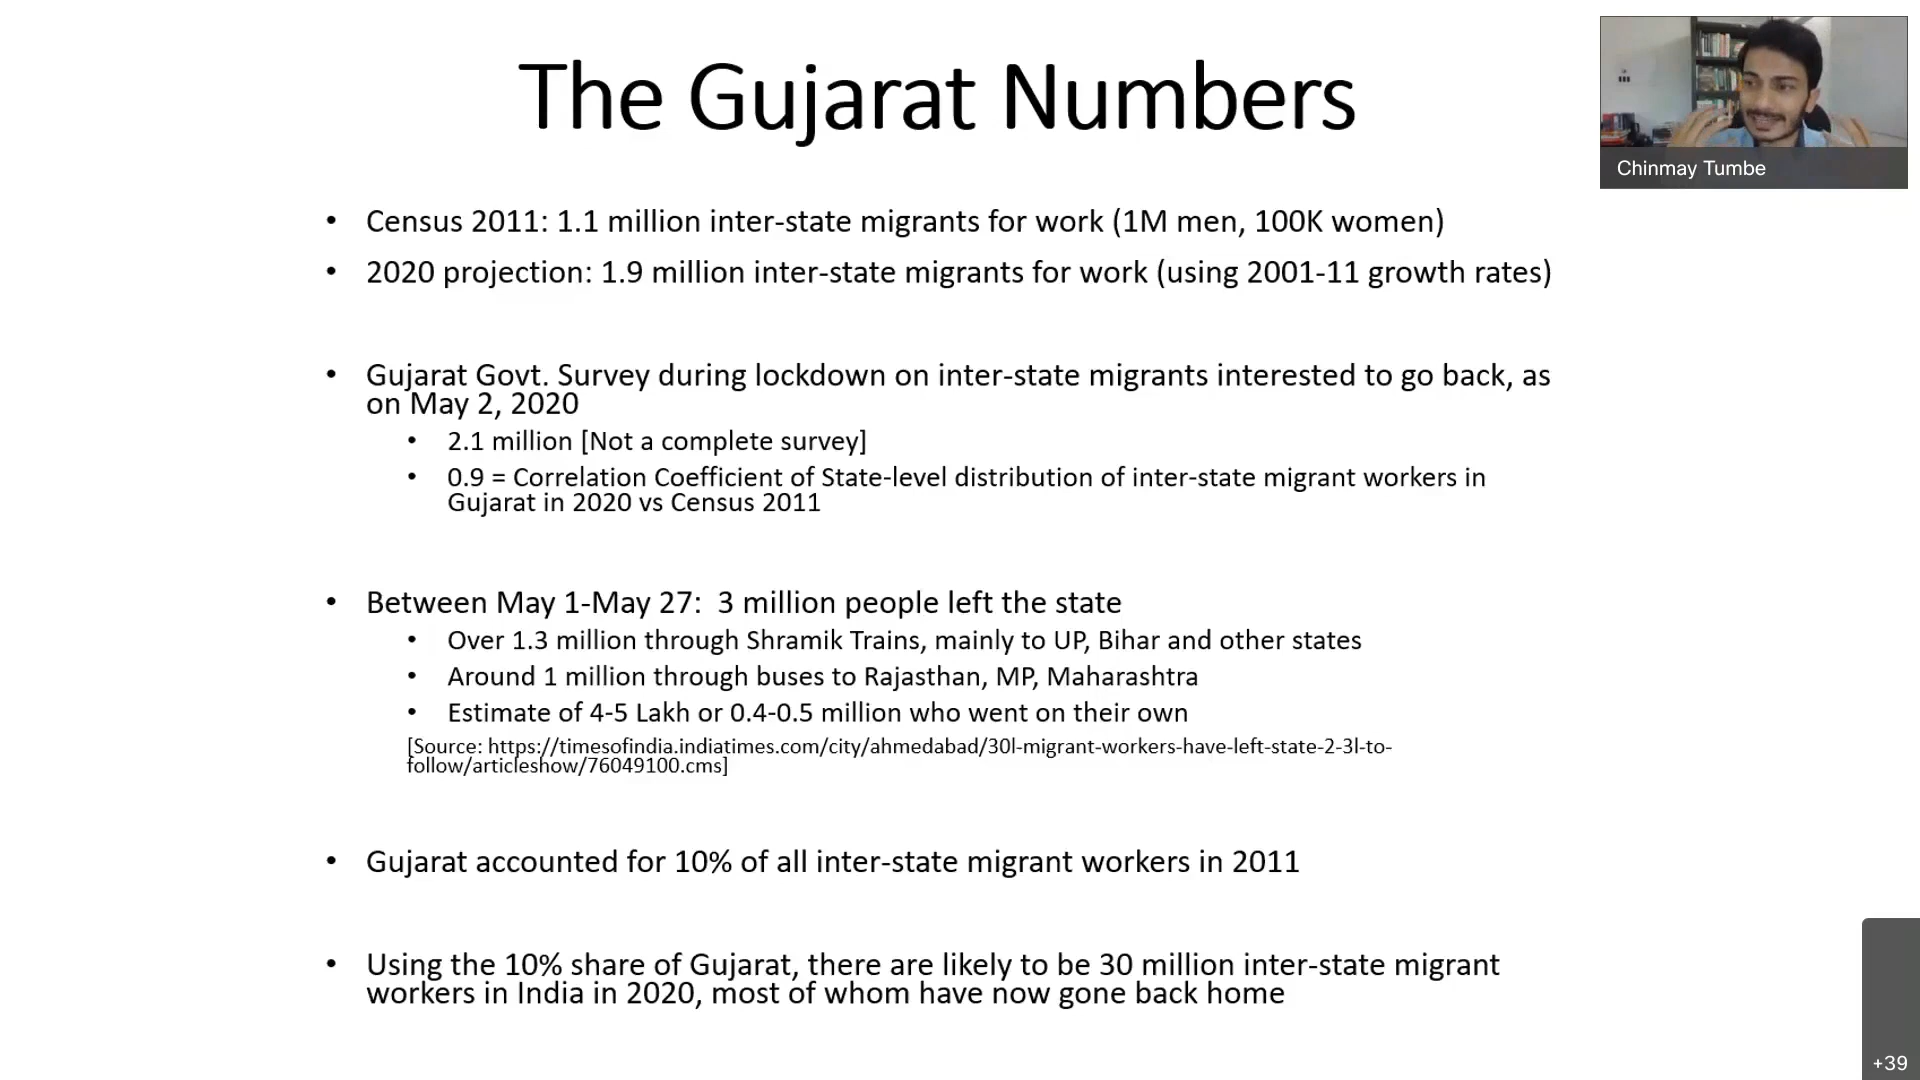 The Gujarat Numbers
Chinmay Tumbe
• Census 2011: 1.1 million inter-state migrants for work (1M men, 100K women)
• 2020 projection: 1.9 million inter-state migrants for work (using 2001-11 growth rates)
• Gujarat Govt. Survey during lockdown on inter-state migrants interested to go back, as
on May 2, 2020
• 2.1 million [Not a complete survey]
• 0.9 = Correlation Coefficient of State-level distribution of inter-state migrant workers in
Gujarat in 2020 vs Census 2011
• Between May 1-May 27:  3 million people left the state
• Over 1.3 million through Shramik Trains, mainly to UP, Bihar and other states
• Around 1 million through buses to Rajasthan, MP, Maharashtra
• Estimate of 4-5 Lakh or 0.4-0.5 million who went on their own
[Source: https://timesofindia.indiatimes.com/city/ahmedabad/30l-migrant-workers-have-left-state-2-3l-to-
follow/articleshow/76049100.cms]
• Gujarat accounted for 10% of all inter-state migrant workers in 2011
• Using the 10% share of Gujarat, there are likely to be 30 million inter-state migrant
workers in India in 2020, most of whom have now gone back home
+39